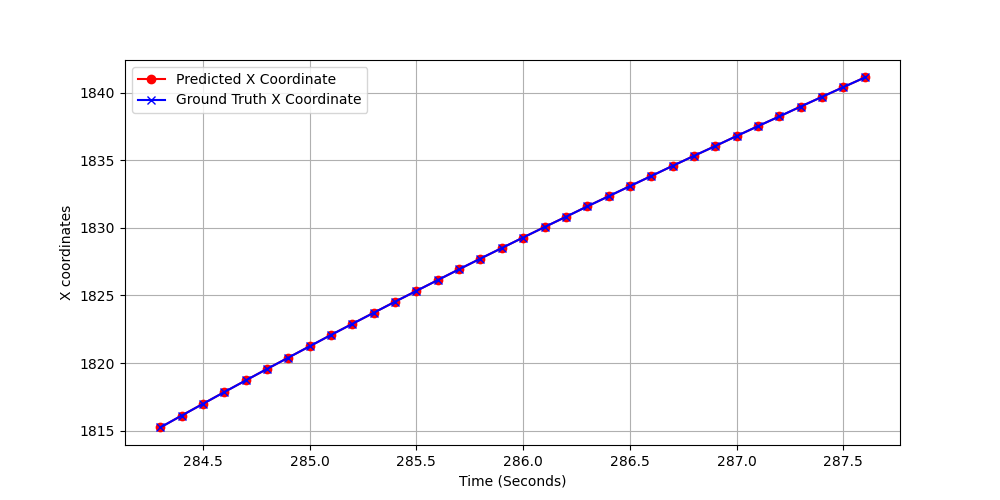 Predicted X Coordinate
Ground Truth X Coordinate
1840
1835
1830
1825
1820
1815
X coordinates
284.5 285.0 285.5 286.0 286.5 287.0 287.5
Time (Seconds)